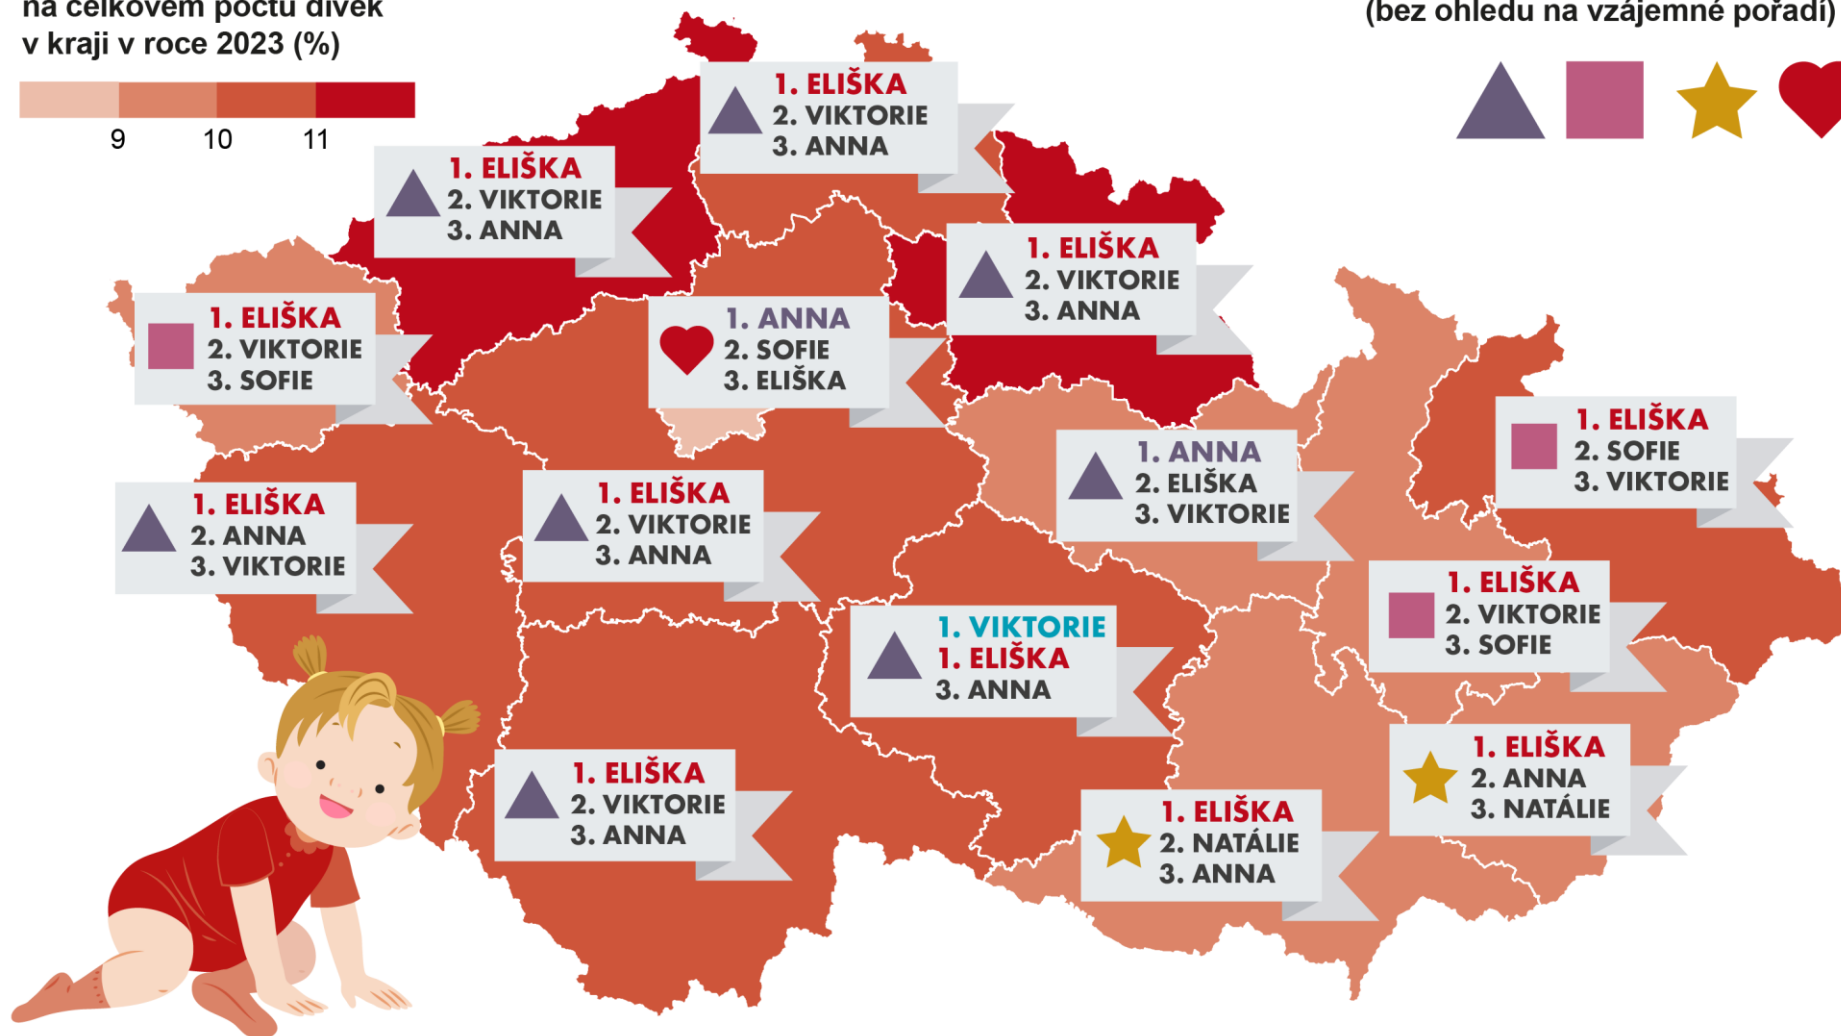 na celkovém počtu dívek
v kraji v roce 2023 (%)
9 10 11
(bez ohledu na vzájemné pořadí)
1. ELIŠKA
2. VIKTORIE
3. ANNA
1. ELIŠKA
2. VIKTORIE
3. ANNA
1. ELIŠKA
2. VIKTORIE
3. ANNA
1. ELIŠKA
2. VIKTORIE
3. SOFIE
1. ANNA
2. SOFIE
3. ELIŠKA
1. ELIŠKA
2. SOFIE
3. VIKTORIE
1. ANNA
2. ELIŠKA
3. VIKTORIE
1. ELIŠKA
2. ANNA
3. VIKTORIE
1. ELIŠKA
2. VIKTORIE
3. ANNA
1. ELIŠKA
2. VIKTORIE
3. SOFIE
1. VIKTORIE
1. ELIŠKA
3. ANNA
1. ELIŠKA
2. ANNA
3. NATÁLIE
1. ELIŠKA
2. VIKTORIE
3. ANNA
1. ELIŠKA
2. NATÁLIE
3. ANNA